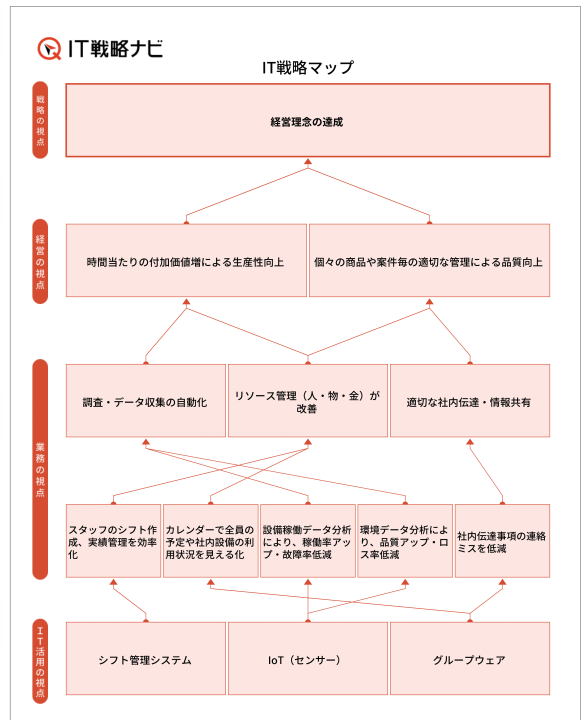 IT戦略ナビ
IT戦略マップ
戦略の視点
経営理念の達成
経営の視点
時間当たりの付加価値増による生産性向上
個々の商品や案件毎の適切な管理による品質向上
業務の視点
調査・データ収集の自動化
リソース管理（人・物・金）が
改善
適切な社内伝達・情報共有
スタッフのシフト作
成、実績管理を効率
化
カレンダーで全員の
予定や社内設備の利
用状況を見える化
設備稼働データ分析
により、稼働率アッ
プ・故障率低減
環境データ分析によ
り、品質アップ・ロ
ス率低減
社内伝達事項の連絡
ミスを低減
IT活用の視点
シフト管理システム
IoT（センサー）
グループウェア